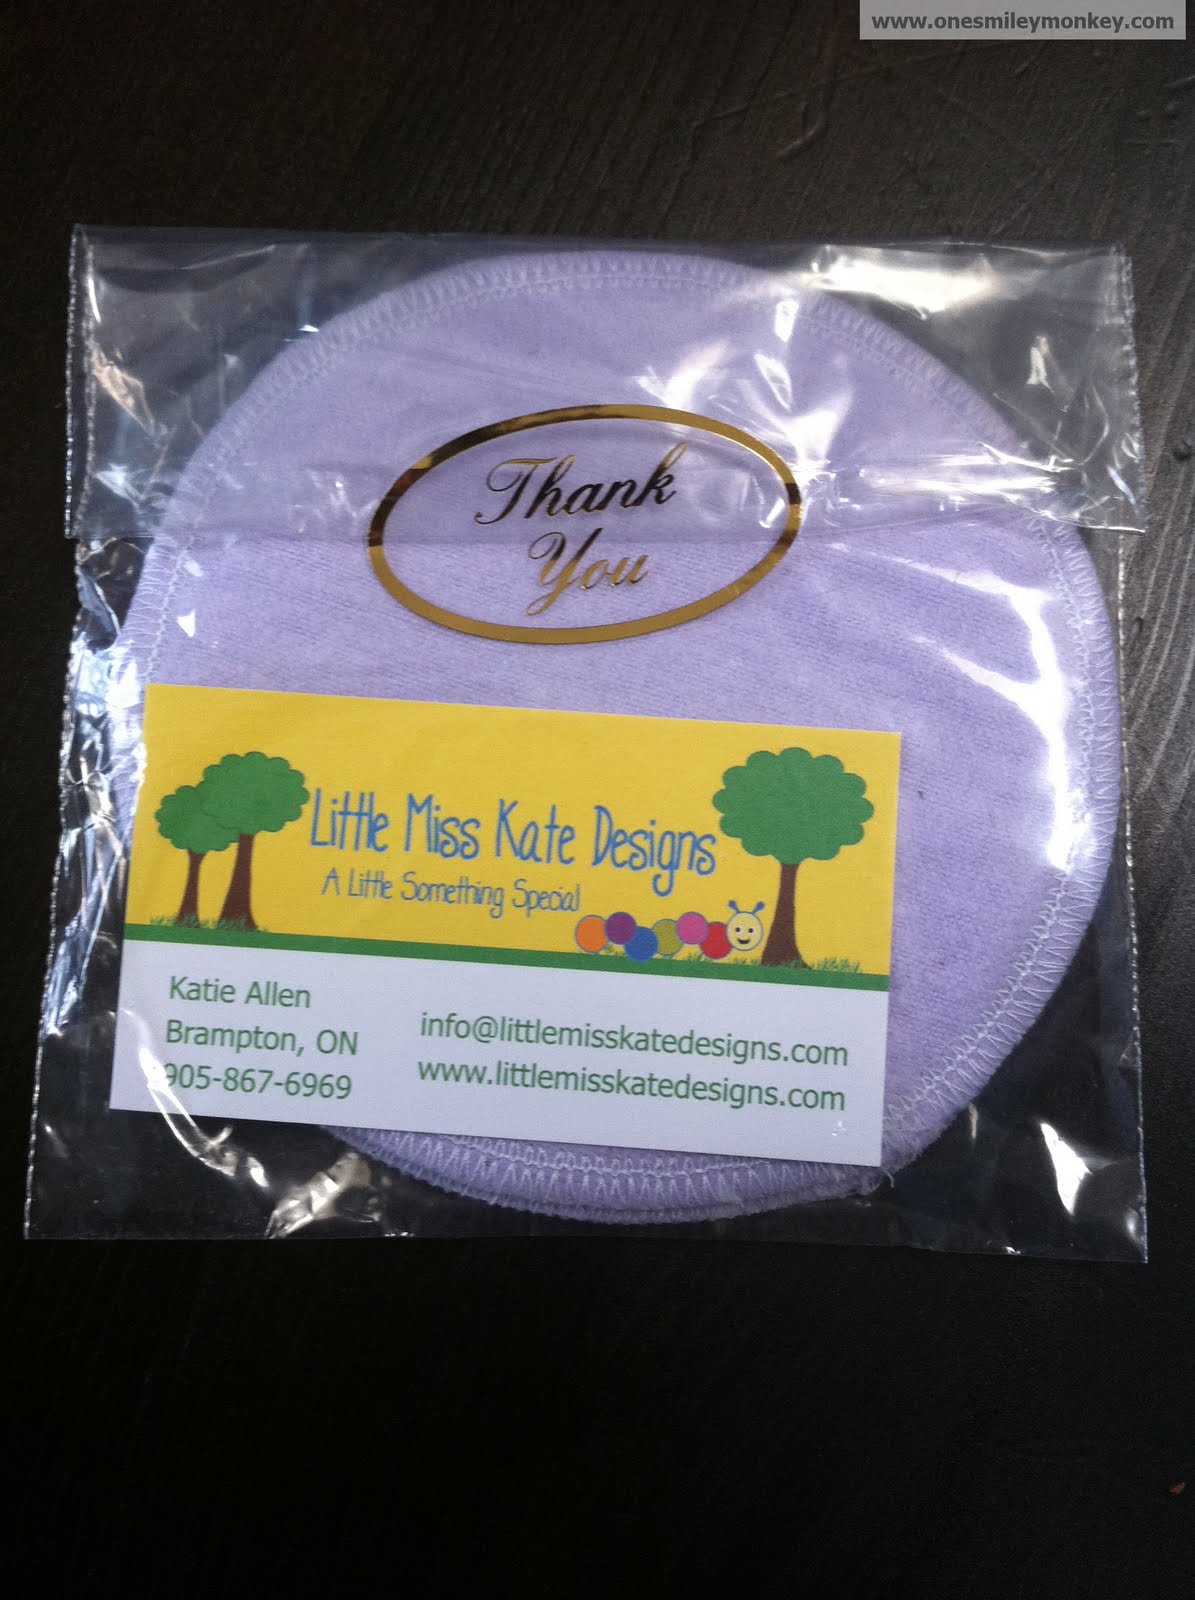 www.onesmileymonkey.com
Thank
You
Little Miss Kate Designs
A Little Something Special
Katie Allen
Brampton, ON
905-867-6969
info@littlemisskatedesigns.com
www.littlemisskatedesigns.com